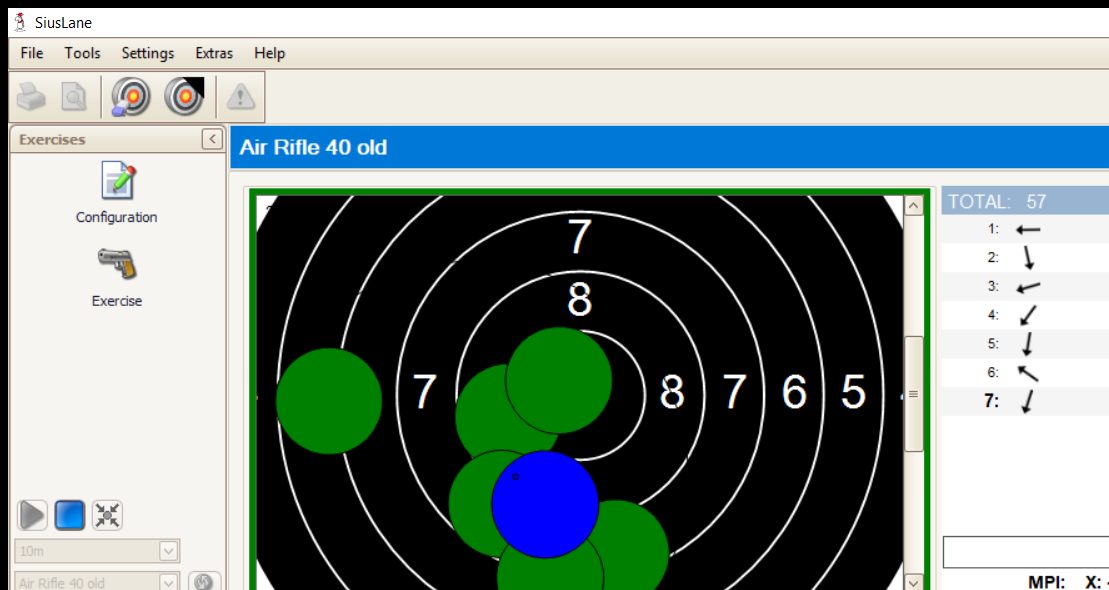 SiusLane
File Tools Settings Extras Help
Exercises
Air Rifle 40 old
Configuration
Exercise
10m
Air Rifle 40 old
7
8
7 8 7 6 5
TOTAL: 57
1:
2:
3:
4:
5:
6:
7:
MPI: X: -